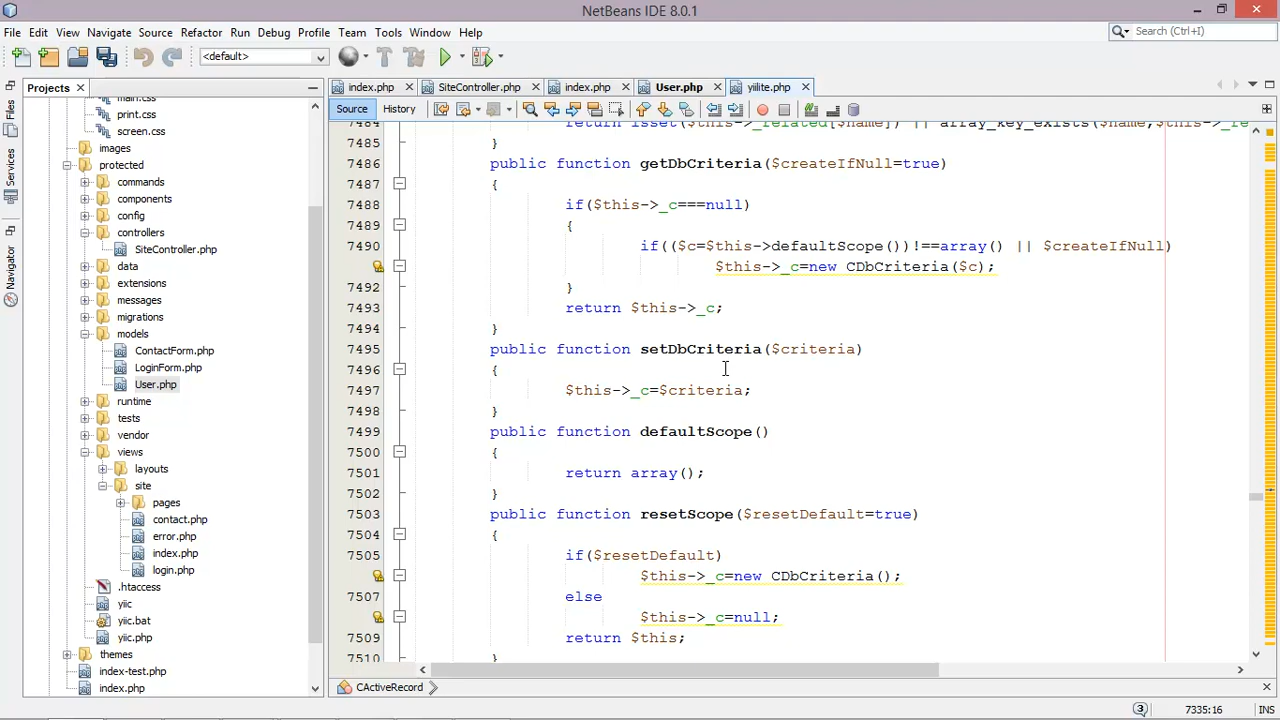 NetBeans IDE 8.0.1
File Edit View Navigate Source Refactor Run Debug Profile Team Tools Window Help
Search (Ctrl+I)
<default>
Projects
index.php SiteController.php index.php User.php yiilite.php
Source History
Files
Services
Navigator
main.css
print.css
screen.css
images
protected
commands
components
config
controllers
SiteController.php
data
extensions
messages
migrations
models
ContactForm.php
LoginForm.php
User.php
runtime
tests
vendor
views
layouts
site
pages
contact.php
error.php
index.php
login.php
.htaccess
yiic
yiic.bat
yiic.php
themes
index-test.php
index.php
7484 return isset($this->_related[$name]) || array_key_exists($name,$this->_re
7485 }
7486 public function getDbCriteria($createIfNull=true)
7487 {
7488 if($this->_c===null)
7489 {
7490 if(($c=$this->defaultScope())!==array() || $createIfNull)
$this->_c=new CDbCriteria($c);
7492 }
7493 return $this->_c;
7494 }
7495 public function setDbCriteria($criteria)
7496 {
7497 $this->_c=$criteria;
7498 }
7499 public function defaultScope()
7500 {
7501 return array();
7502 }
7503 public function resetScope($resetDefault=true)
7504 {
7505 if($resetDefault)
$this->_c=new CDbCriteria();
7507 else
$this->_c=null;
7509 return $this;
7510 }
CActiveRecord
3 7335:16 INS